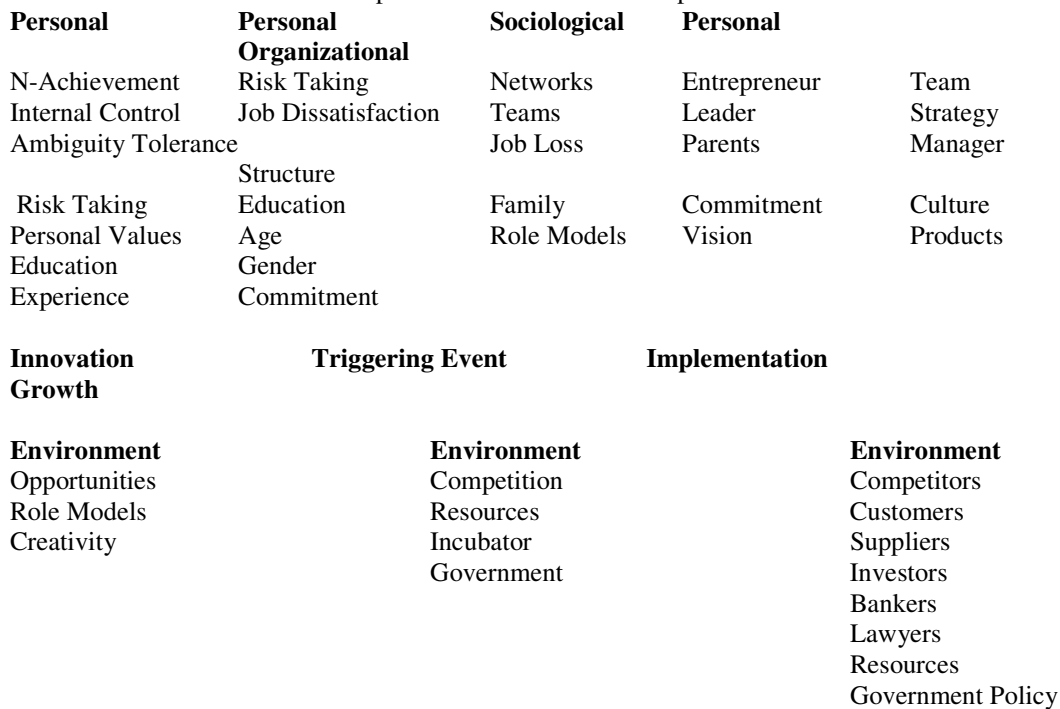 Personal Personal Sociological Personal
Organizational
N-Achievement Risk Taking Networks Entrepreneur Team
Internal Control Job Dissatisfaction Teams Leader Strategy
Ambiguity Tolerance Job Loss Parents Manager
Structure
Risk Taking Education Family Commitment Culture
Personal Values Age Role Models Vision Products
Education Gender
Experience Commitment
Innovation Triggering Event Implementation
Growth
Environment Environment Environment
Opportunities Competition Competitors
Role Models Resources Customers
Creativity Incubator Suppliers
Government Investors
Bankers
Lawyers
Resources
Government Policy